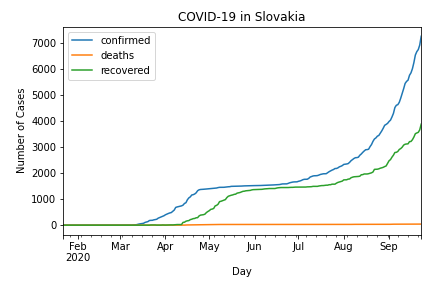 COVID-19 in Slovakia
confirmed
deaths
recovered
Number of Cases
7000
6000
5000
4000
3000
2000
1000
0
Feb Mar Apr May Jun Jul Aug Sep
2020
Day